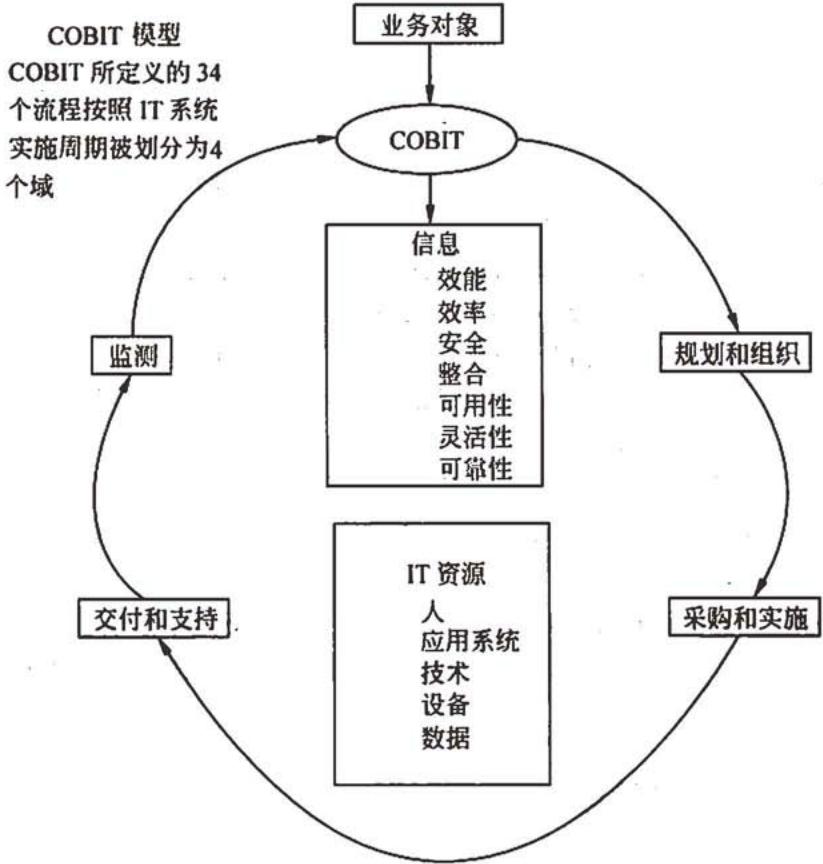 COBIT 模型
COBIT 所定义的 34
个流程按照 IT 系统
实施周期被划分为4
个域
业务对象
COBIT
信息
效能
效率
安全
整合
可用性
灵活性
可靠性
监测
规划和组织
IT 资源
人
应用系统
技术
设备
数据
交付和支持
采购和实施